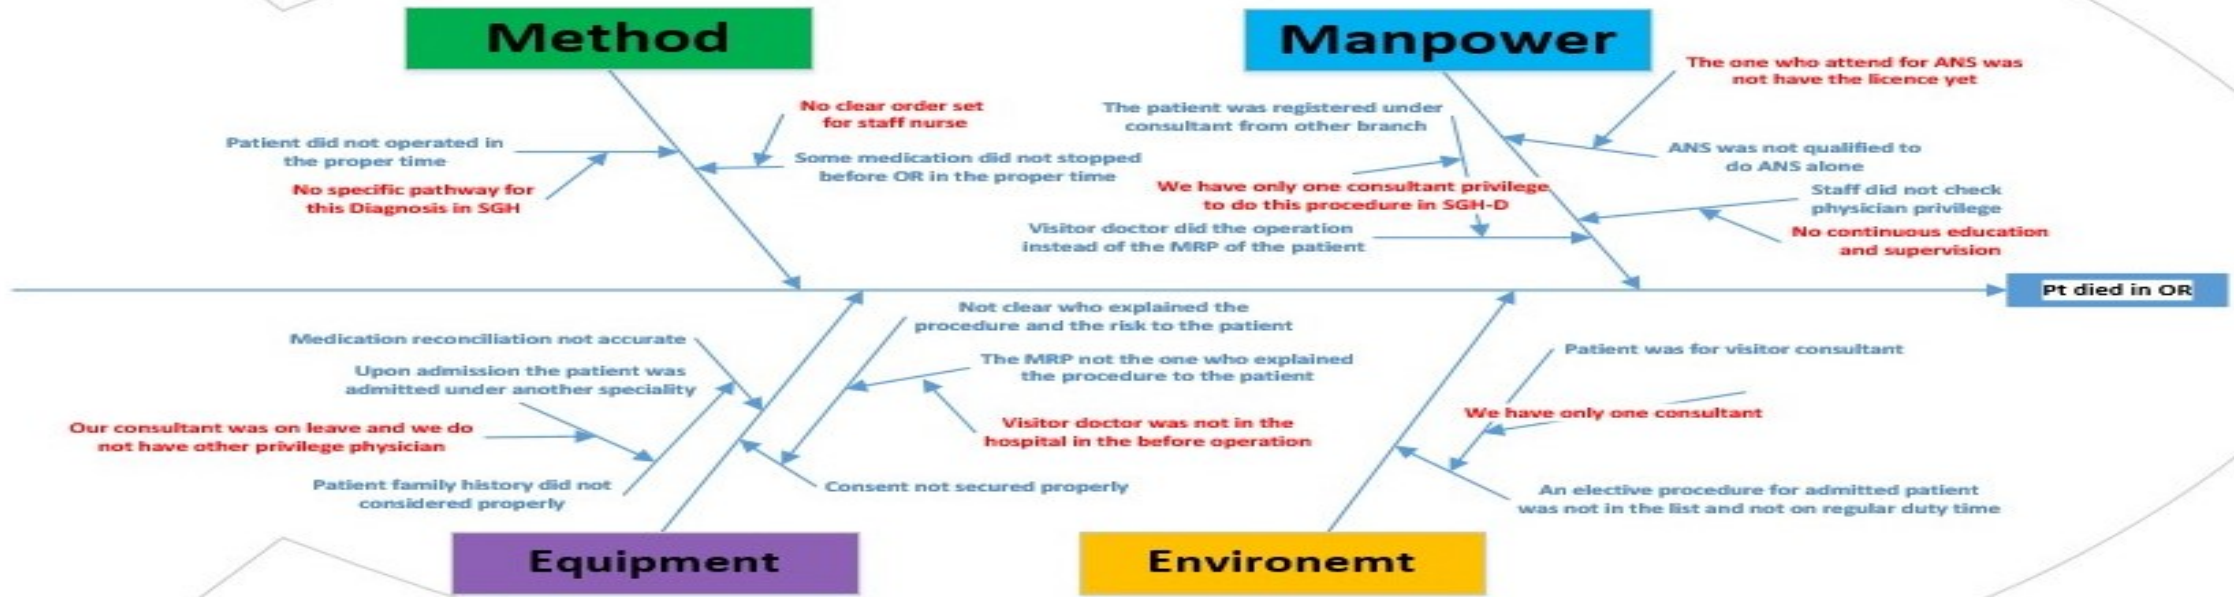 Method
Manpower
The one who attend for ANS was
not have the licence yet
No clear order set
for staff nurse
The patient was registered under
consultant from other branch
Patient did not operated in
the proper time
Some medication did not stopped
before OR in the proper time
ANS was not qualified to
do ANS alone
No specific pathway for
this Diagnosis in SGH
We have only one consultant privilege
to do this procedure in SGH-D
Staff did not check
physician privilege
Visitor doctor did the operation
instead of the MRP of the patient
No continuous education
and supervision
Pt died in OR
Not clear who explained the
procedure and the risk to the patient
Medication reconciliation not accurate
The MRP not the one who explained
the procedure to the patient
Patient was for visitor consultant
Upon admission the patient was
admitted under another speciality
We have only one consultant
Our consultant was on leave and we do
not have other privilege physician
Visitor doctor was not in the
hospital in the before operation
Patient family history did not
considered properly
Consent not secured properly
An elective procedure for admitted patient
was not in the list and not on regular duty time
Equipment
Environemt